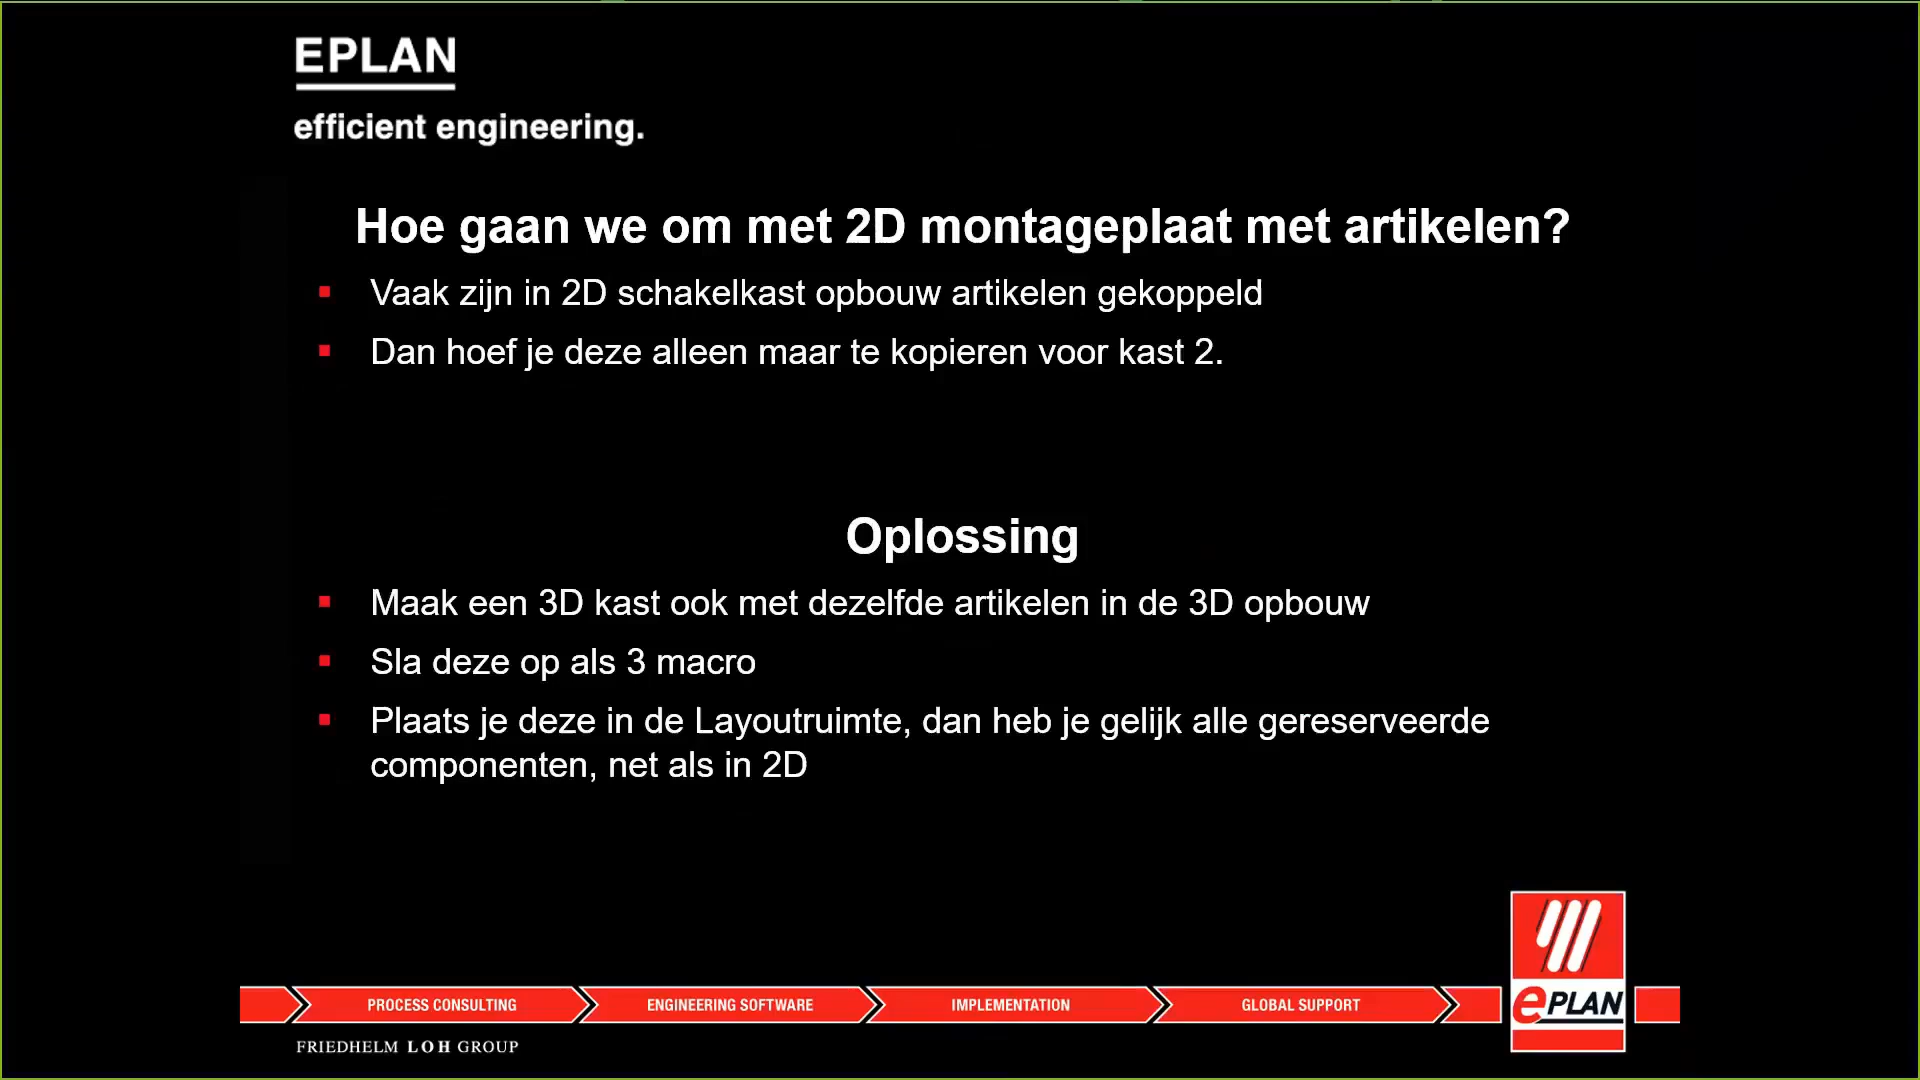 EPLAN
efficient engineering.
Hoe gaan we om met 2D montageplaat met artikelen?
Vaak zijn in 2D schakelkast opbouw artikelen gekoppeld
Dan hoef je deze alleen maar te kopieren voor kast 2.
Oplossing
Maak een 3D kast ook met dezelfde artikelen in de 3D opbouw
Sla deze op als 3 macro
Plaats je deze in de Layoutruimte, dan heb je gelijk alle gereserveerde
componenten, net als in 2D
PROCESS CONSULTING
ENGINEERING SOFTWARE
IMPLEMENTATION
GLOBAL SUPPORT
ePLAN
FRIEDHELM LOH GROUP